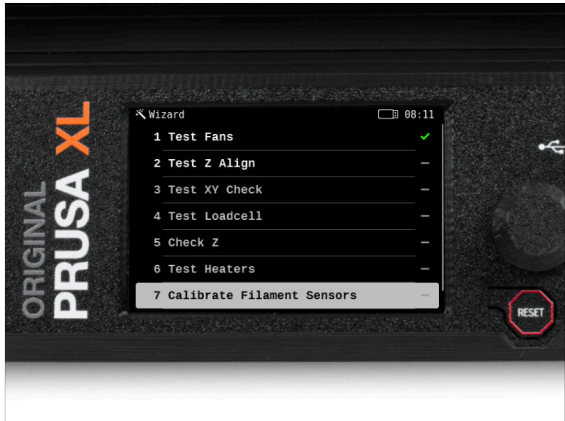 ORIGINAL
PRUSA XL
Wizard 08:11
1 Test Fans
2 Test Z Align
3 Test XY Check
4 Test Loadcell
5 Check Z
6 Test Heaters
7 Calibrate Filament Sensors
RESET